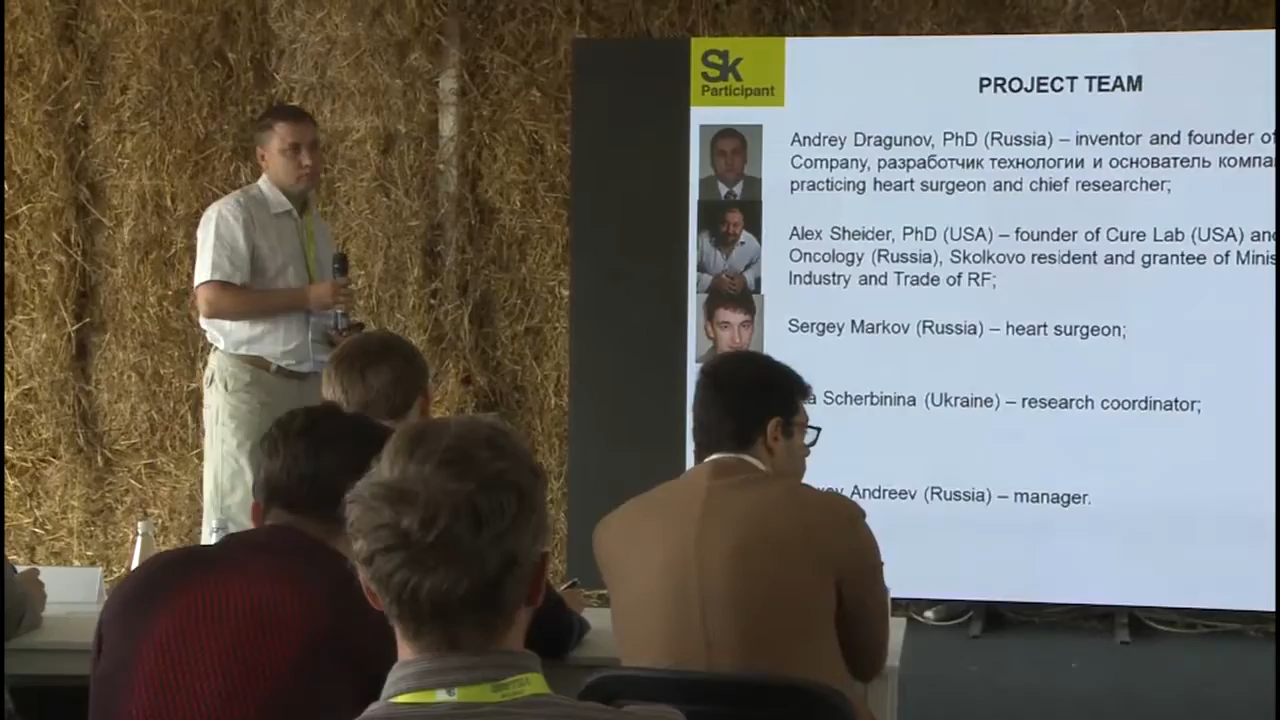 Sk
Participant
PROJECT TEAM
Andrey Dragunov, PhD (Russia) – inventor and founder of
Company, разработчик технологии и основатель компа
practicing heart surgeon and chief researcher;
Alex Sheider, PhD (USA) – founder of Cure Lab (USA) and
Oncology (Russia), Skolkovo resident and grantee of Minis
Industry and Trade of RF;
Sergey Markov (Russia) – heart surgeon;
a Scherbinina (Ukraine) – research coordinator;
Andreev (Russia) – manager.